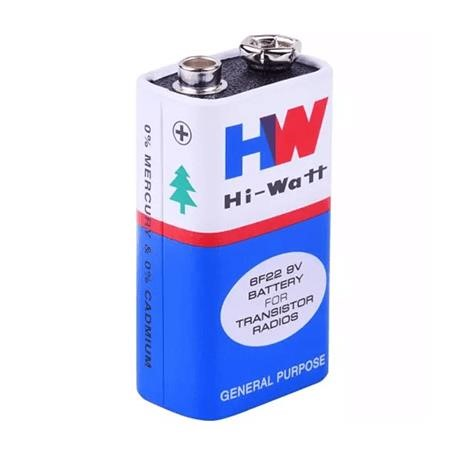 HW
Hi-Watt
6F22 9V
BATTERY
FOR
TRANSISTOR
RADIOS
GENERAL PURPOSE
+
0% MERCURY & 0% CADMIUM